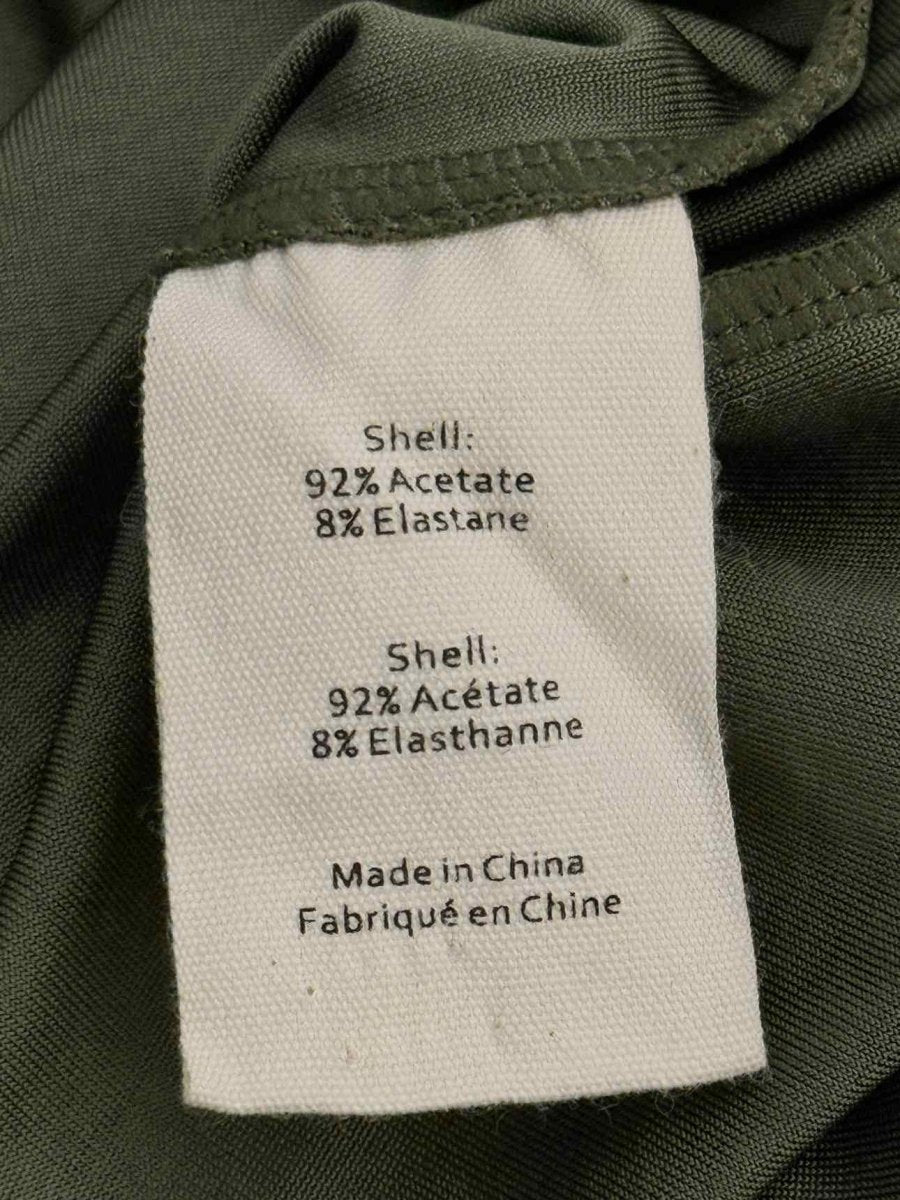 Shell:
92% Acetate
8% Elastane
Shell:
92% Acétate
8% Elasthanne
Made in China
Fabriqué en Chine